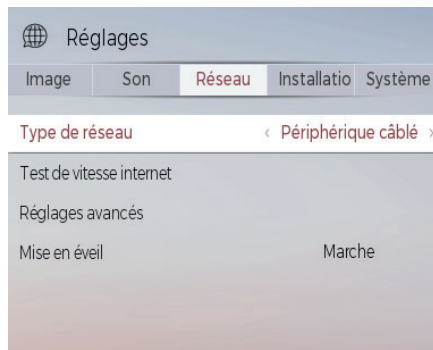 Réglages
Image Son Réseau Installatio Système
Type de réseau ‹ Périphérique câblé ›
Test de vitesse internet
Réglages avancés
Mise en éveil Marche